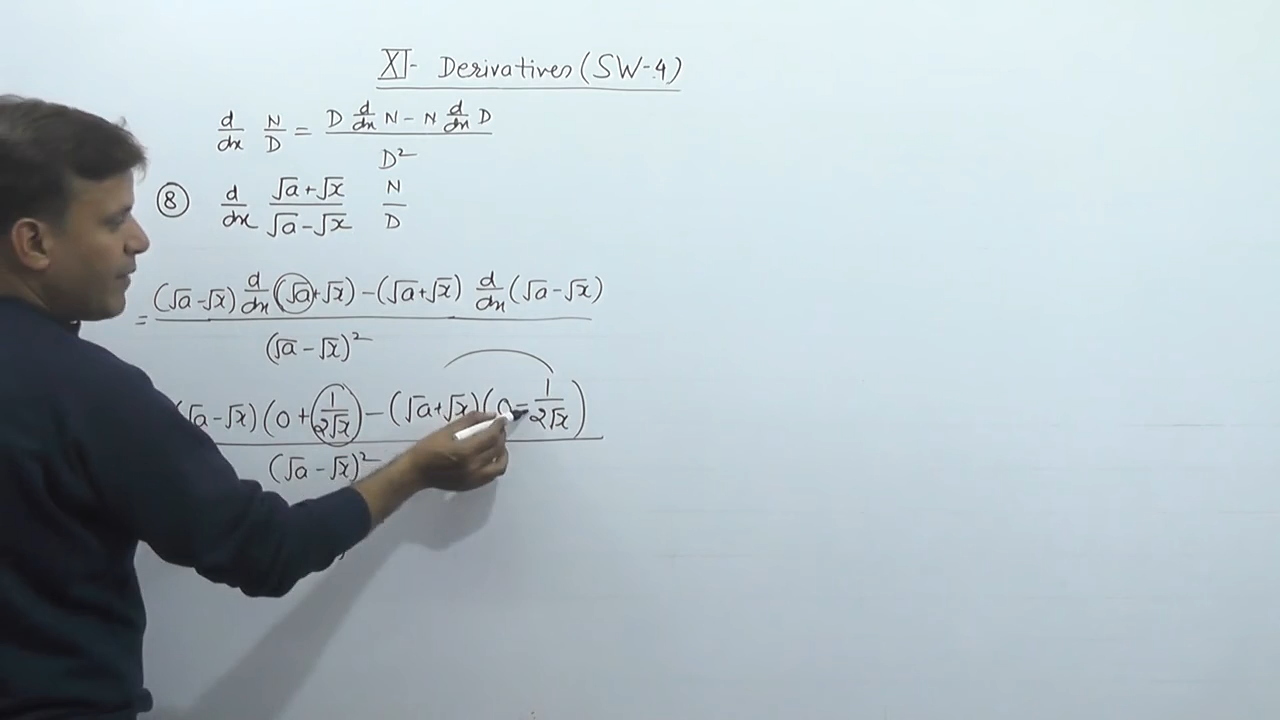 XI- Derivatives (SW-4)
d/dx N/D = (D d/dx N - N d/dx D)/D²
⑧ d/dx (√a+√x)/(√a-√x) N/D
= ((√a-√x) d/dx (√a+√x) - (√a+√x) d/dx (√a-√x))/(√a-√x)²
(√a-√x)(0+1/2√x) - (√a+√x)(0-1/2√x)
(√a-√x)²